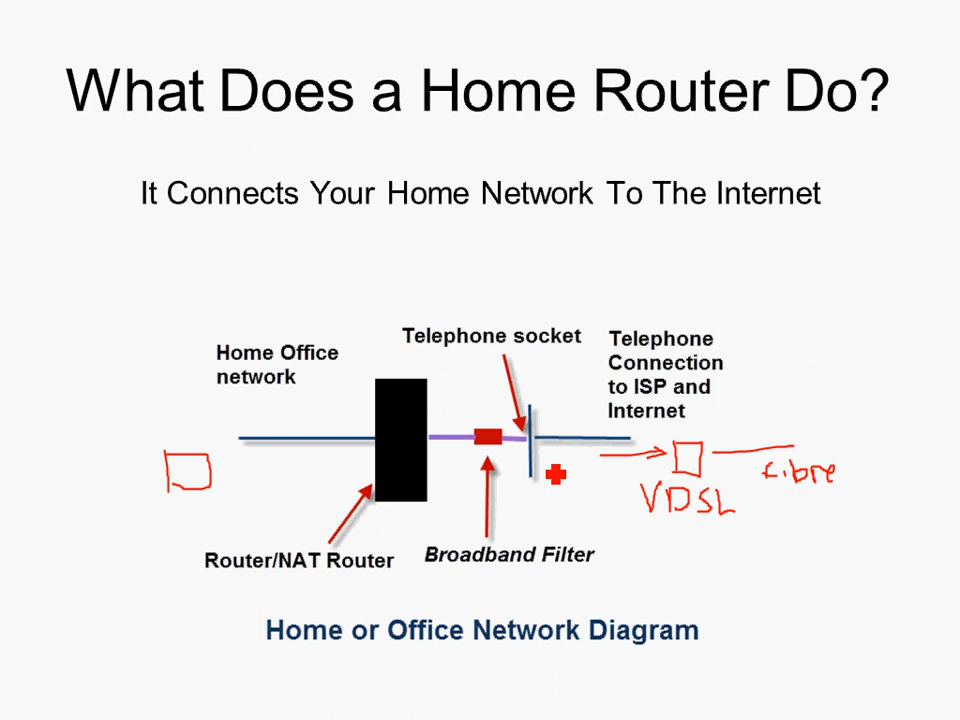 What Does a Home Router Do?
It Connects Your Home Network To The Internet
Home Office
network
Telephone socket
Telephone
Connection
to ISP and
Internet
VDSL
fibre
Router/NAT Router
Broadband Filter
Home or Office Network Diagram